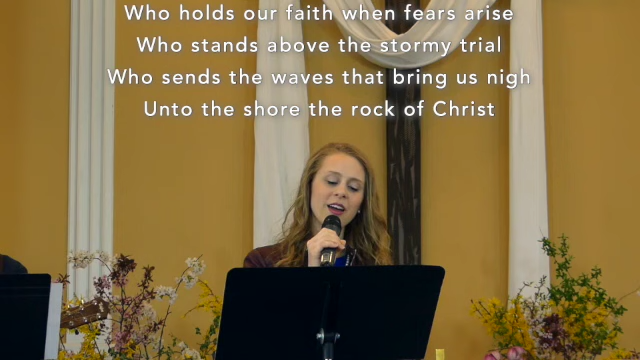 Who holds our faith when fears arise
Who stands above the stormy trial
Who sends the waves that bring us nigh
Unto the shore the rock of Christ